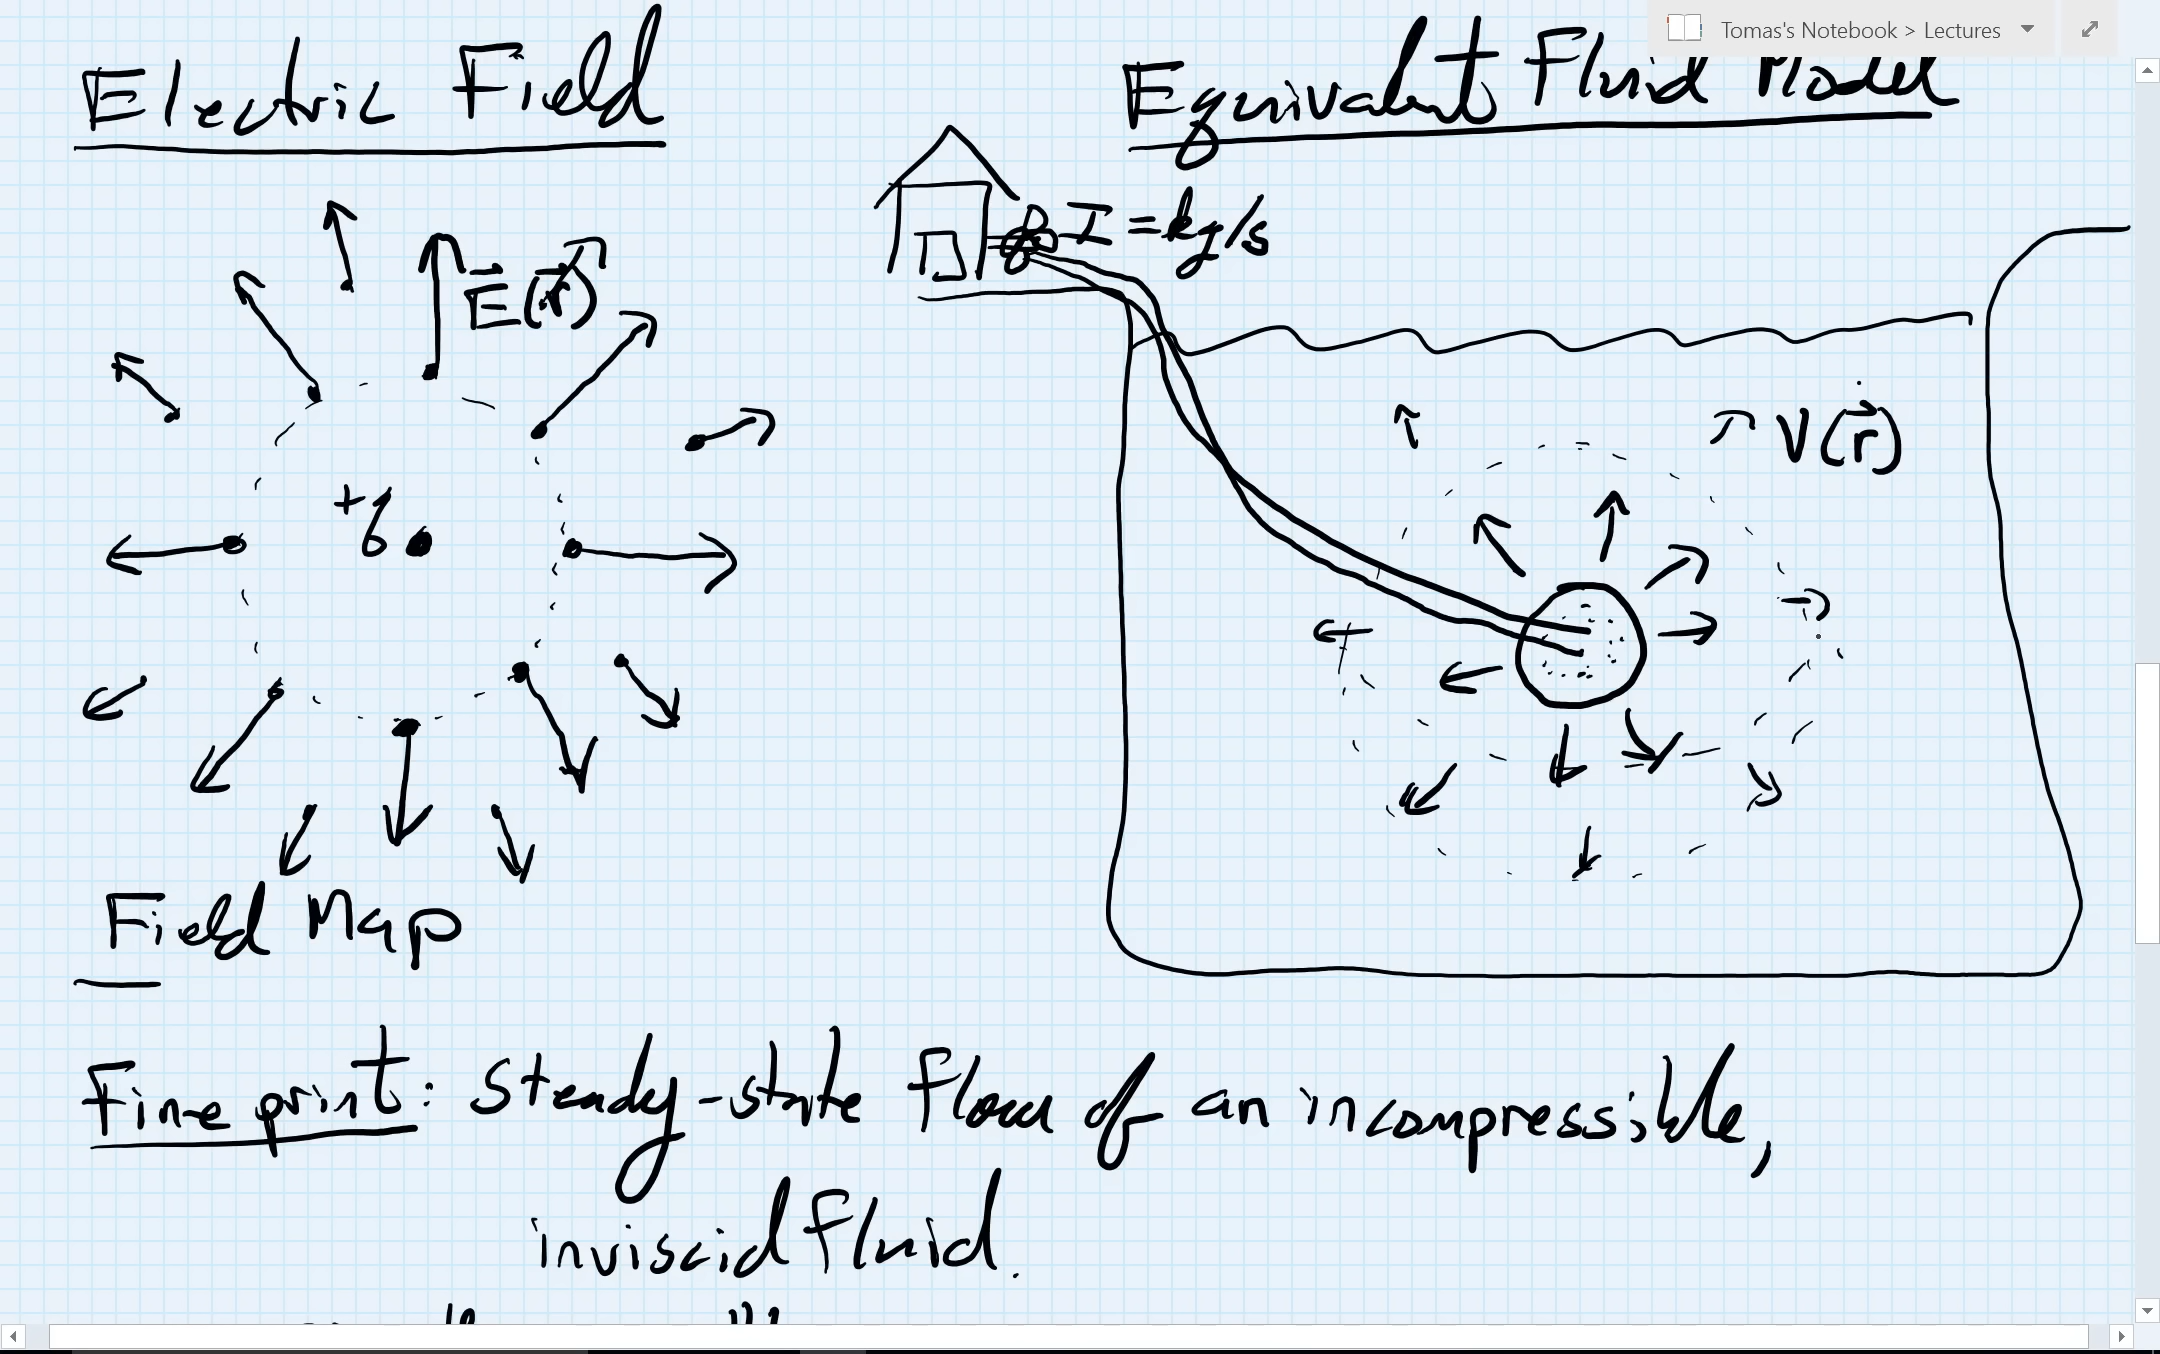 Tomas's Notebook > Lectures
Electric Field
Equivalent Fluid Model
I = kg/s
E(r)
V(r)
+q
Field Map
Fine print: Steady-state flow of an incompressible,
inviscid fluid.